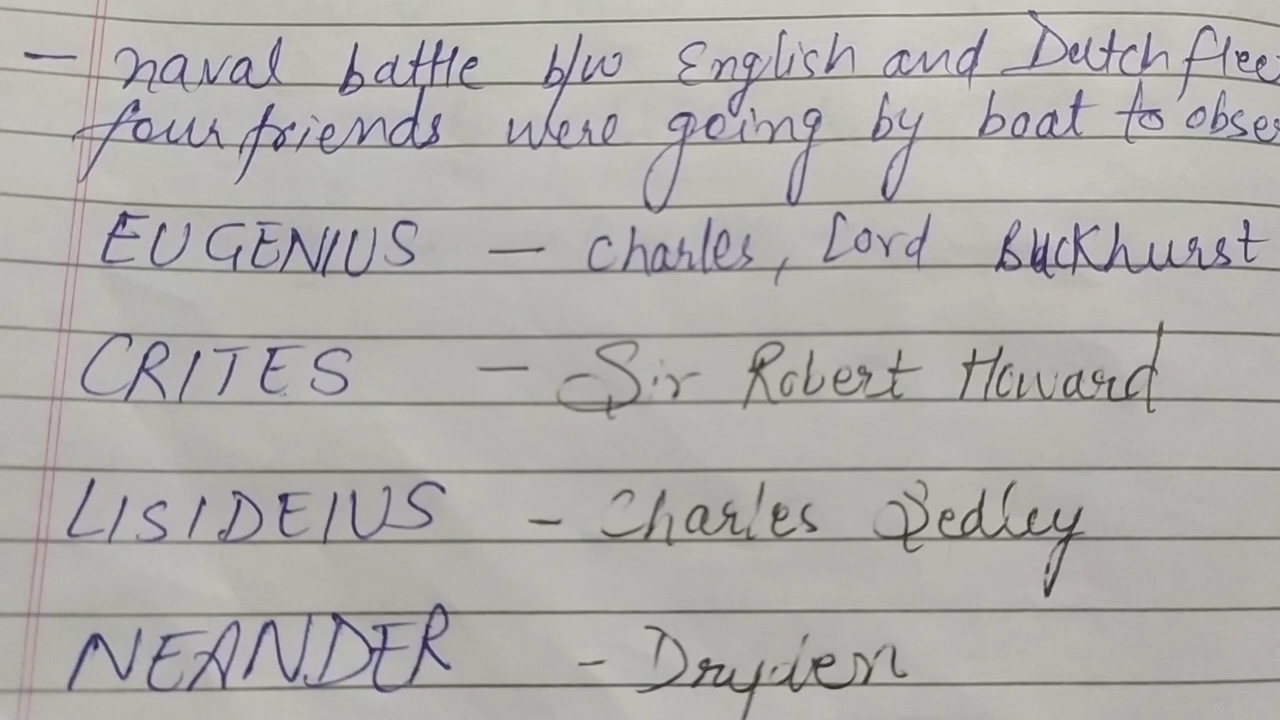 — naval battle b/w English and Dutch flee
four friends were going by boat to obse
EUGENIUS — Charles, Lord Buckhurst
CRITES — Sir Robert Howard
LISIDEIUS - Charles Sedley
NEANDER - Dryden